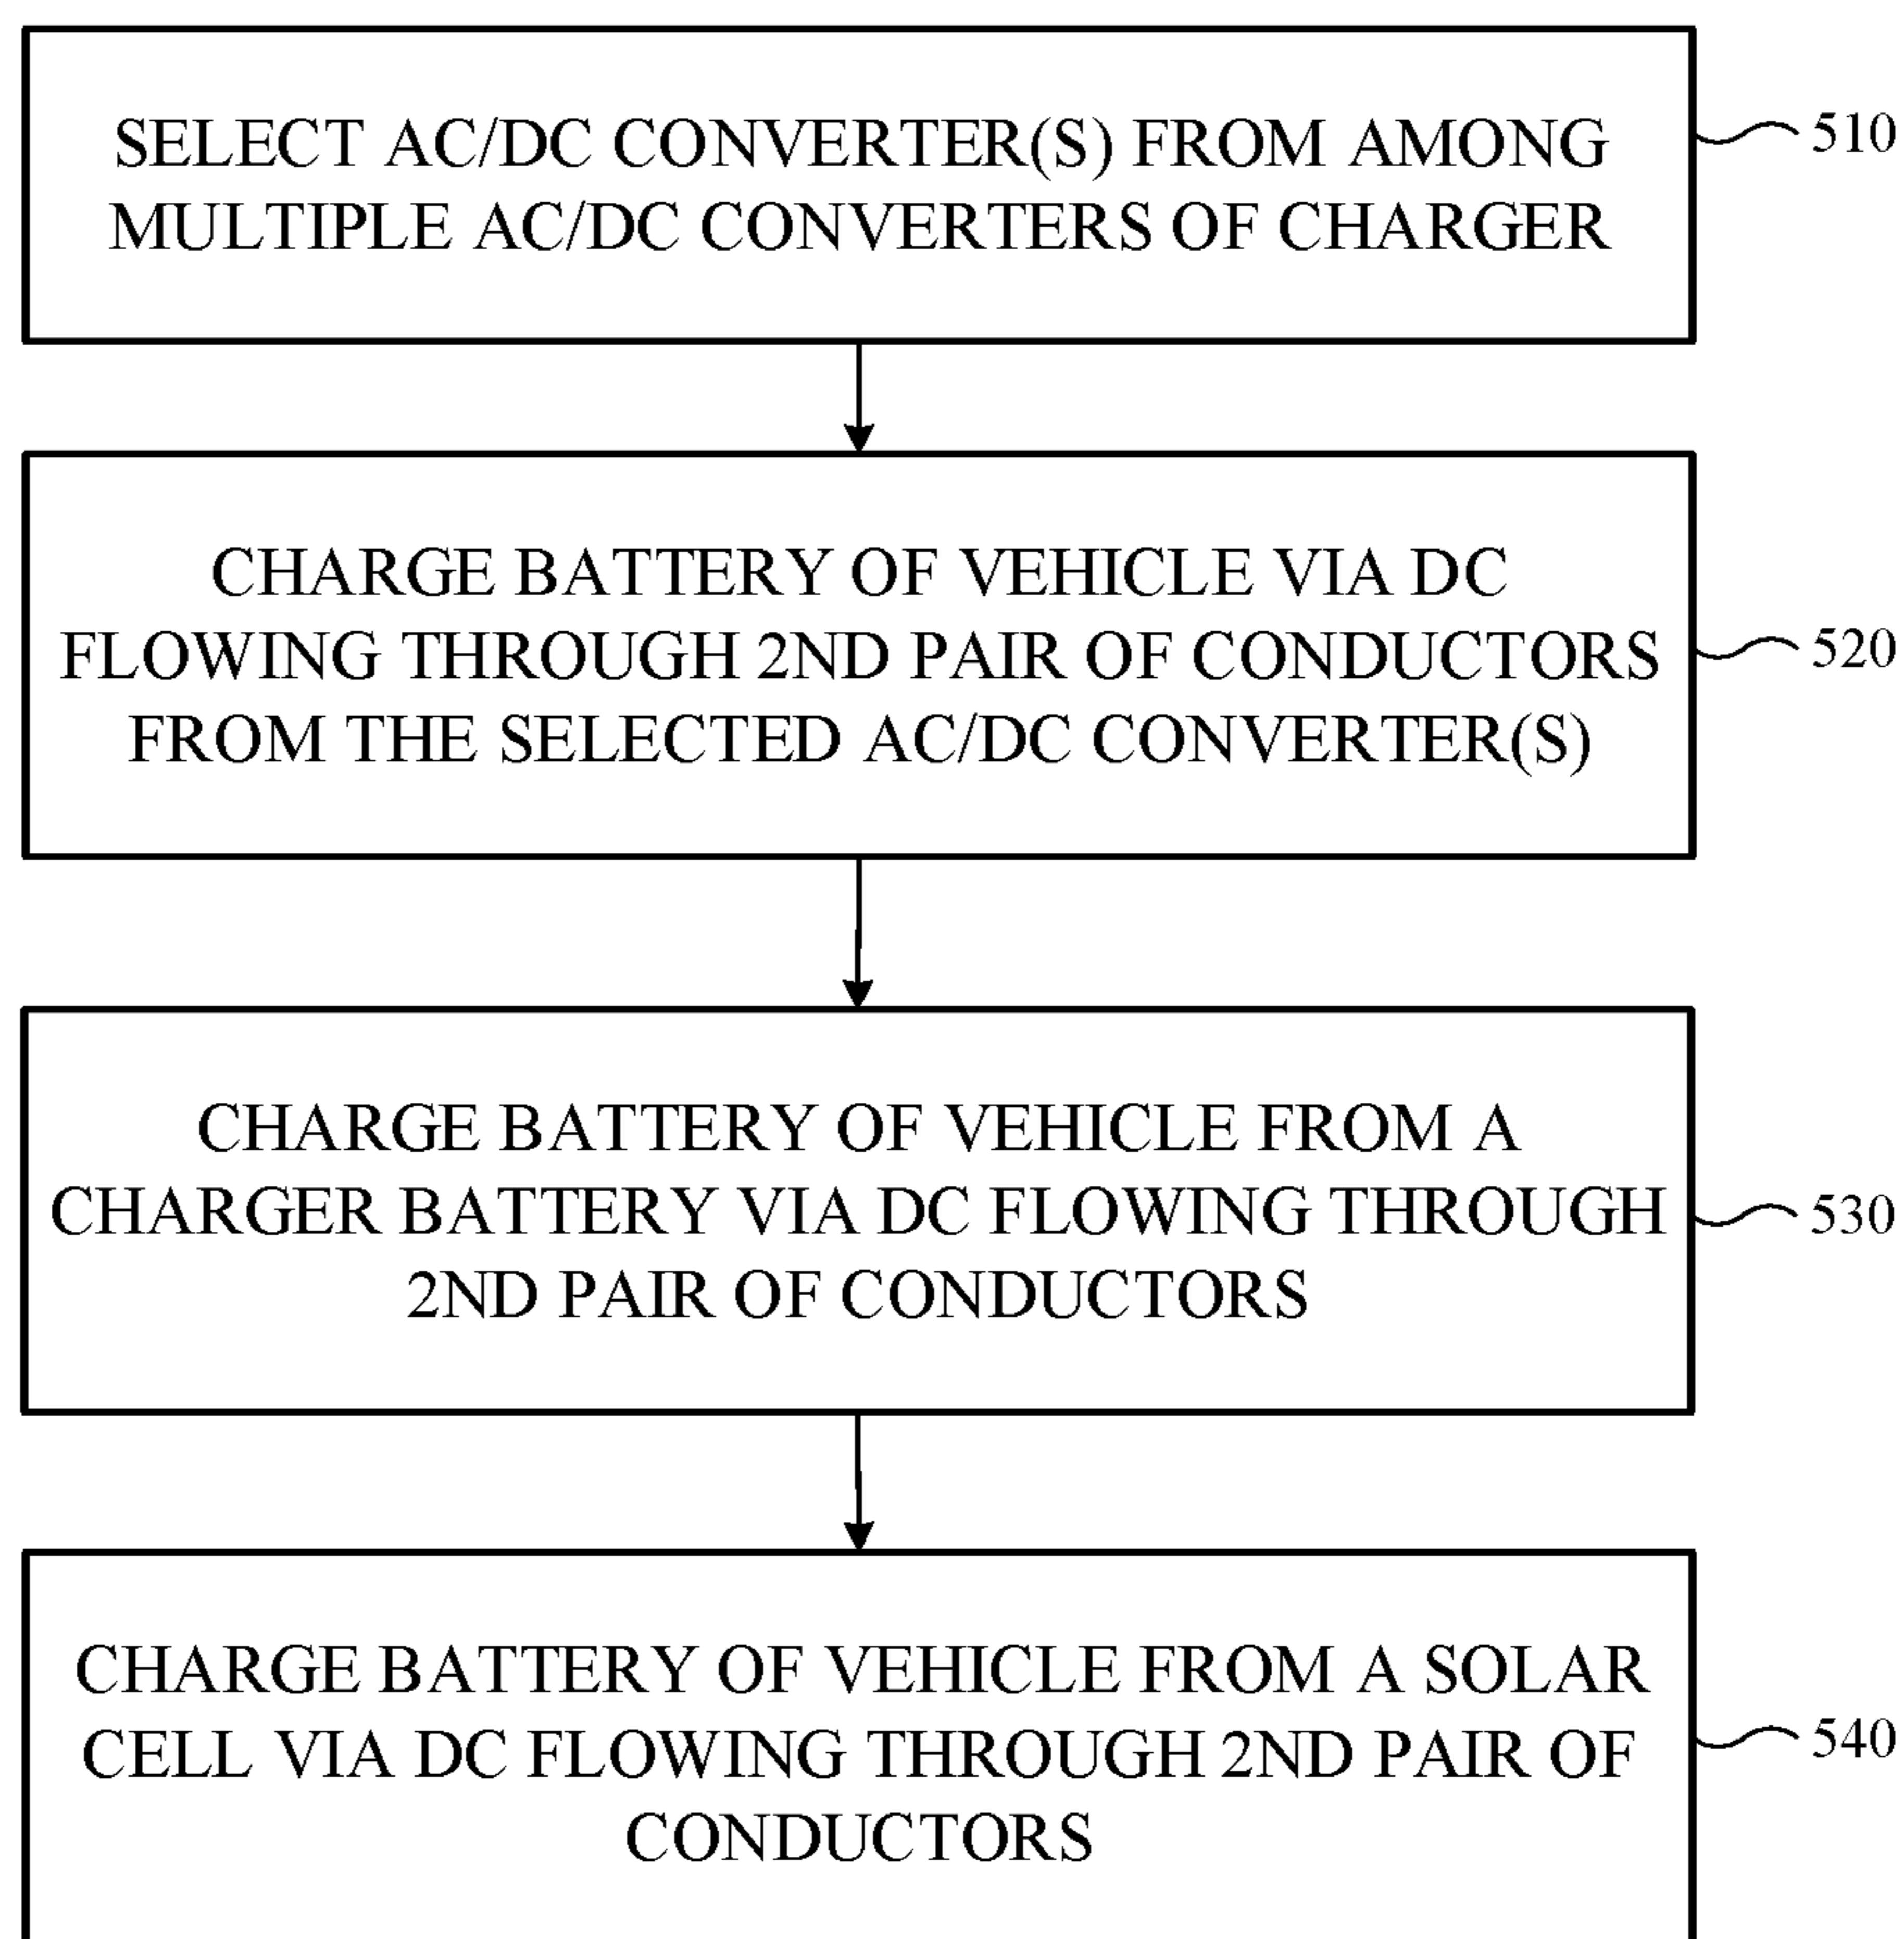 SELECT AC/DC CONVERTER(S) FROM AMONG
MULTIPLE AC/DC CONVERTERS OF CHARGER
510
CHARGE BATTERY OF VEHICLE VIA DC
FLOWING THROUGH 2ND PAIR OF CONDUCTORS
FROM THE SELECTED AC/DC CONVERTER(S)
520
CHARGE BATTERY OF VEHICLE FROM A
CHARGER BATTERY VIA DC FLOWING THROUGH
2ND PAIR OF CONDUCTORS
530
CHARGE BATTERY OF VEHICLE FROM A SOLAR
CELL VIA DC FLOWING THROUGH 2ND PAIR OF
CONDUCTORS
540